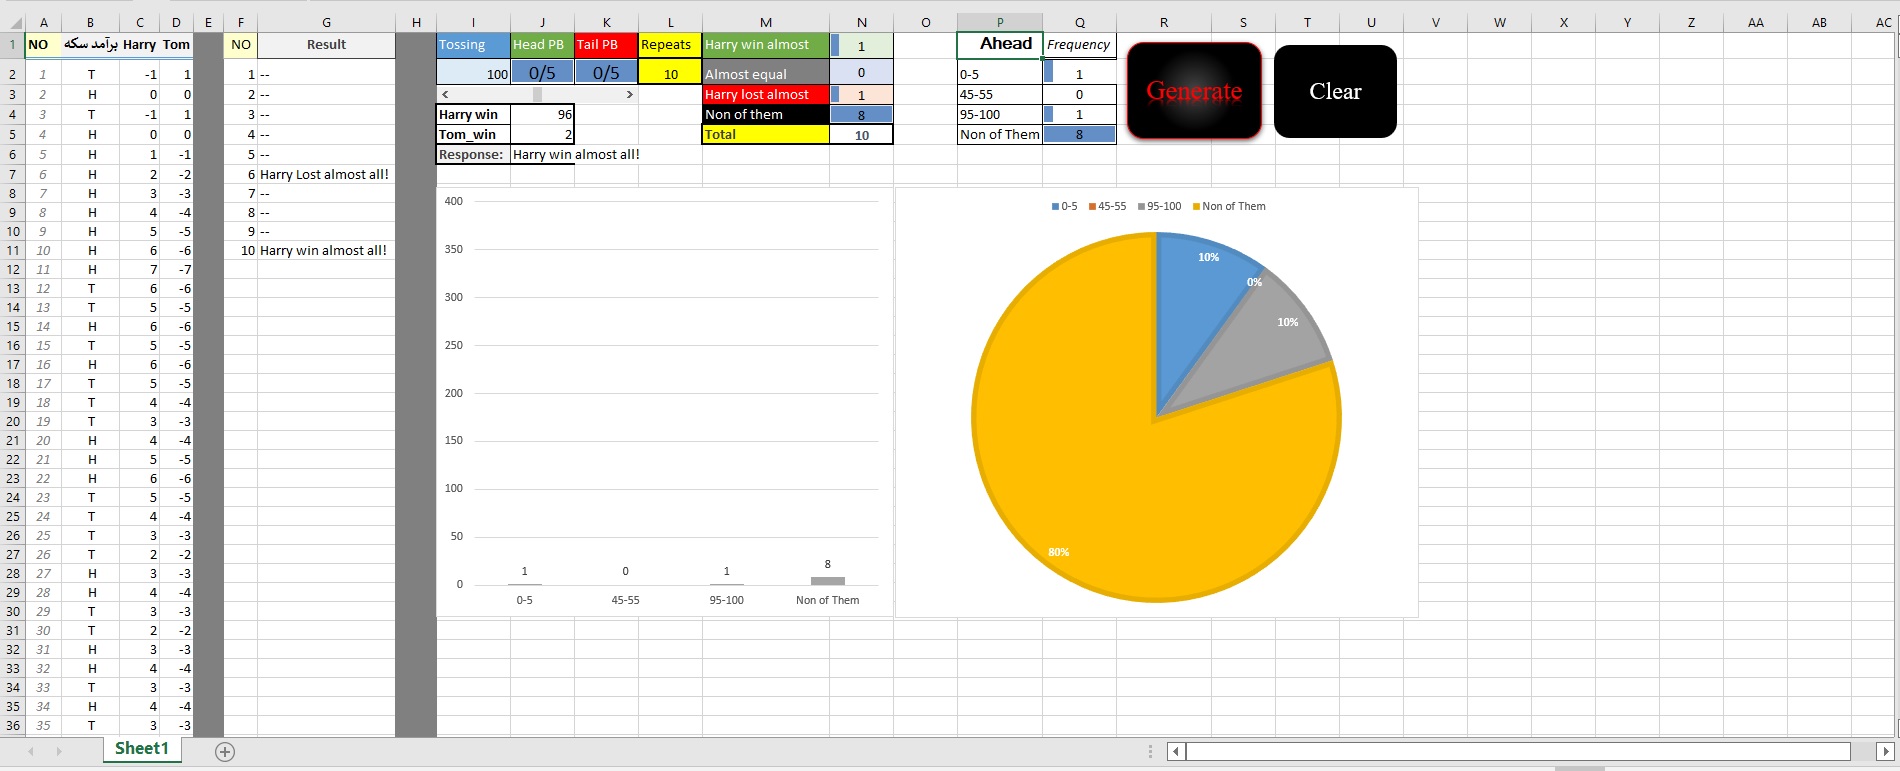 A B C D E F G H I J K L M N O P Q R S T U V W X Y Z AA AB AC
1 NO برآمد سکه Harry Tom NO Result Tossing Head PB Tail PB Repeats Harry win almost 1 Ahead Frequency
2 1 T -1 1 1 -- 100 0/5 0/5 10 Almost equal 0 0-5 1
3 2 H 0 0 2 -- < > Harry lost almost 1 45-55 0
4 3 T -1 1 3 -- Harry win 96 Non of them 8 95-100 1
5 4 H 0 0 4 -- Tom_win 2 Total 10 Non of Them 8
Generate
Clear
6 5 H 1 -1 5 -- Response: Harry win almost all!
7 6 H 2 -2 6 Harry Lost almost all!
8 7 H 3 -3 7 --
9 8 H 4 -4 8 --
10 9 H 5 -5 9 --
11 10 H 6 -6 10 Harry win almost all!
12 11 H 7 -7
13 12 T 6 -6
14 13 T 5 -5
15 14 H 6 -6
16 15 T 5 -5
17 16 H 6 -6
18 17 T 5 -5
19 18 T 4 -4
20 19 T 3 -3
21 20 H 4 -4
22 21 H 5 -5
23 22 H 6 -6
24 23 T 5 -5
25 24 T 4 -4
26 25 T 3 -3
27 26 T 2 -2
28 27 H 3 -3
29 28 H 4 -4
30 29 T 3 -3
31 30 T 2 -2
32 31 H 3 -3
33 32 H 4 -4
34 33 T 3 -3
35 34 H 4 -4
36 35 T 3 -3
400
350
300
250
200
150
100
50
0
1 0 1 8
0-5 45-55 95-100 Non of Them
0-5 45-55 95-100 Non of Them
10%
0%
10%
80%
Sheet1